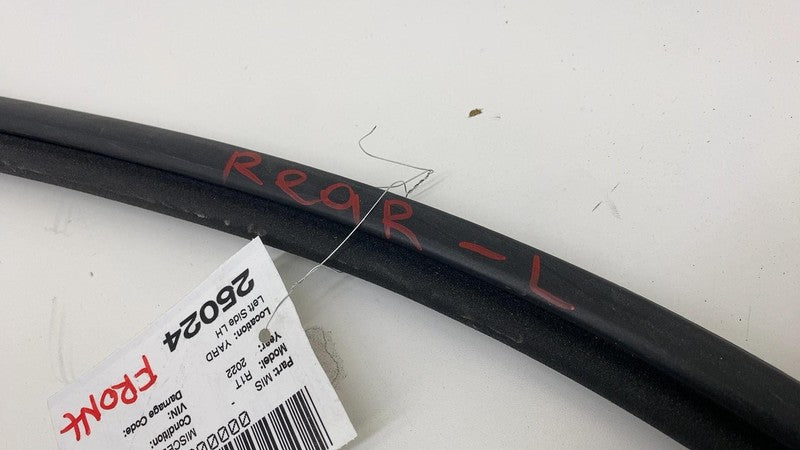 ReaR - L
25024
Left Side LH
Location: YARD
Year: 2022
Model: R1T
Part: MIS
FRONt
Damage Code:
VIN:
Condition: